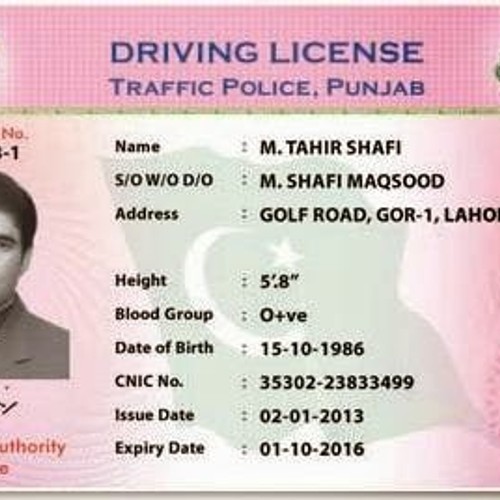 DRIVING LICENSE
TRAFFIC POLICE, PUNJAB
No.
-1
Name : M. TAHIR SHAFI
S/O W/O D/O : M. SHAFI MAQSOOD
Address : GOLF ROAD, GOR-1, LAHO
Height : 5'.8"
Blood Group : O+ve
Date of Birth : 15-10-1986
CNIC No. : 35302-23833499
Issue Date : 02-01-2013
uthority
Expiry Date : 01-10-2016